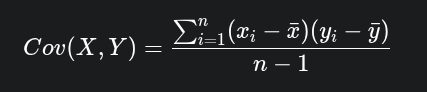 Cov(X, Y) = \frac{\sum_{i=1}^{n}(x_i - \bar{x})(y_i - \bar{y})}{n - 1}